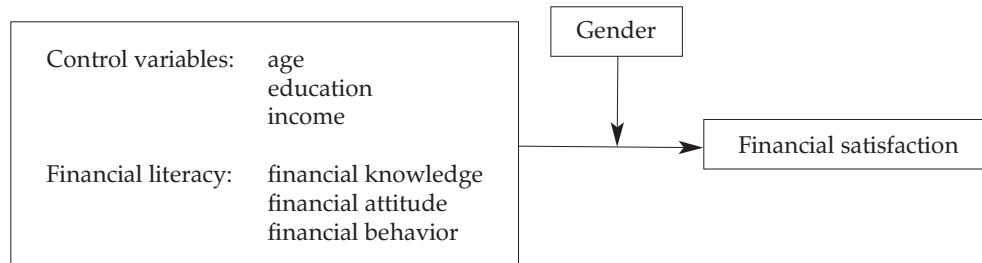 Gender
Control variables: age
education
income
Financial satisfaction
Financial literacy: financial knowledge
financial attitude
financial behavior